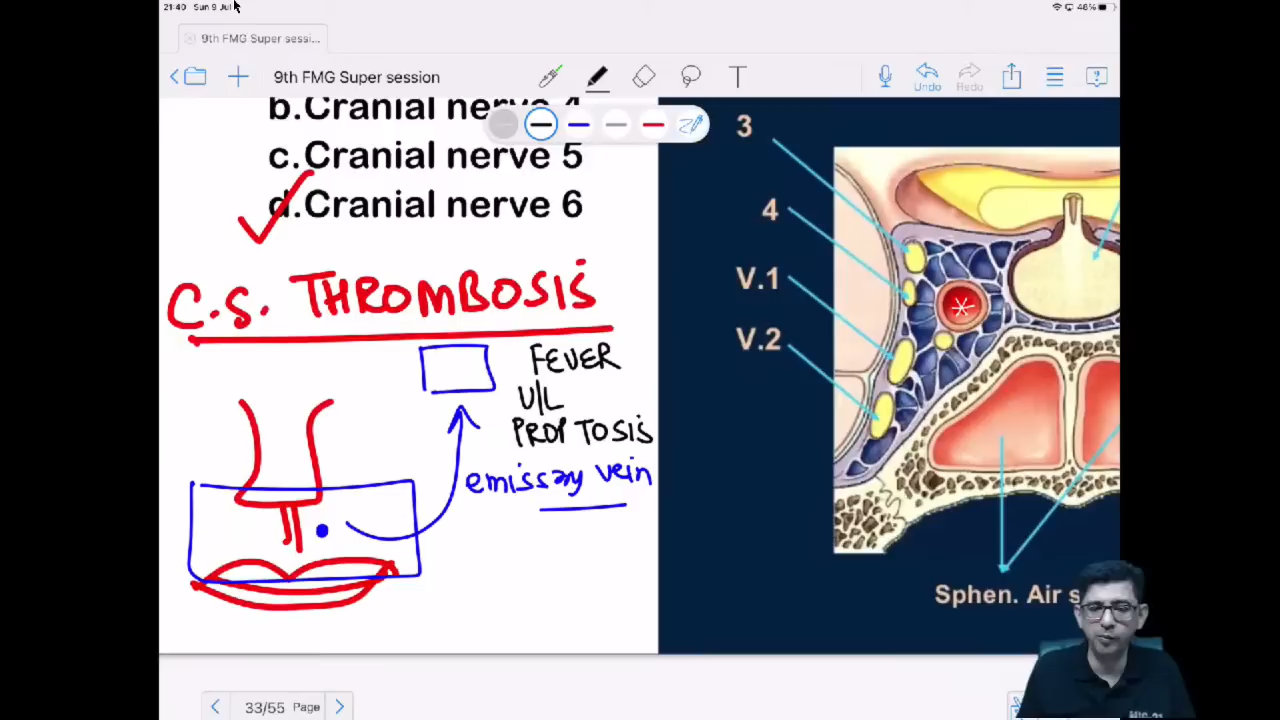 21:40 Sun 9 Jul
48%
9th FMG Super sessi...
9th FMG Super session
T
Undo
Redo
b.Cranial nerve 4
c.Cranial nerve 5
d.Cranial nerve 6
C.S. THROMBOSIS
FEVER
U/L
PROPTOSIS
emissary vein
3
4
V.1
V.2
Sphen. Air s
33/55 Page